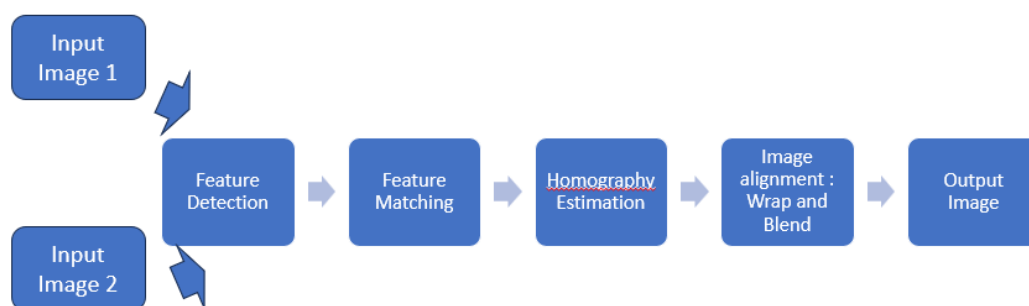 Input
Image 1
Feature
Detection
Feature
Matching
Homography
Estimation
Image
alignment :
Wrap and
Blend
Output
Image
Input
Image 2